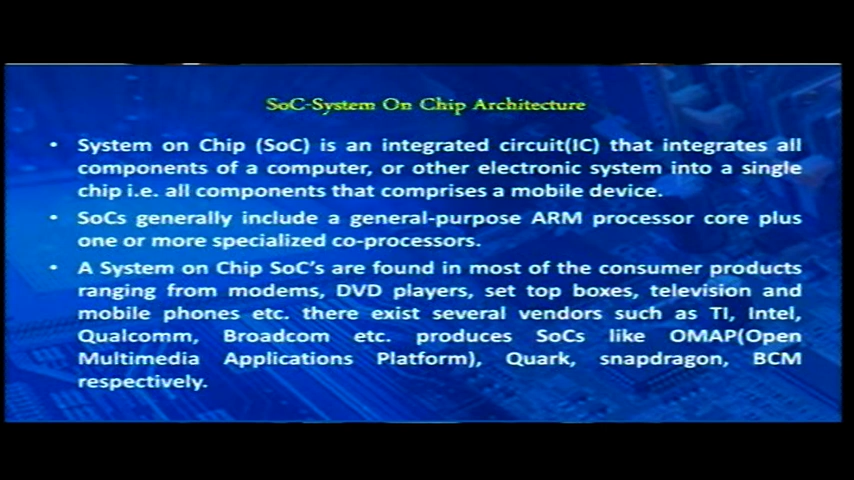 SoC-System On Chip Architecture
• System on Chip (SoC) is an integrated circuit(IC) that integrates all
components of a computer, or other electronic system into a single
chip i.e. all components that comprises a mobile device.
• SoCs generally include a general-purpose ARM processor core plus
one or more specialized co-processors.
• A System on Chip SoC's are found in most of the consumer products
ranging from modems, DVD players, set top boxes, television and
mobile phones etc. there exist several vendors such as TI, Intel,
Qualcomm, Broadcom etc. produces SoCs like OMAP(Open
Multimedia Applications Platform), Quark, snapdragon, BCM
respectively.